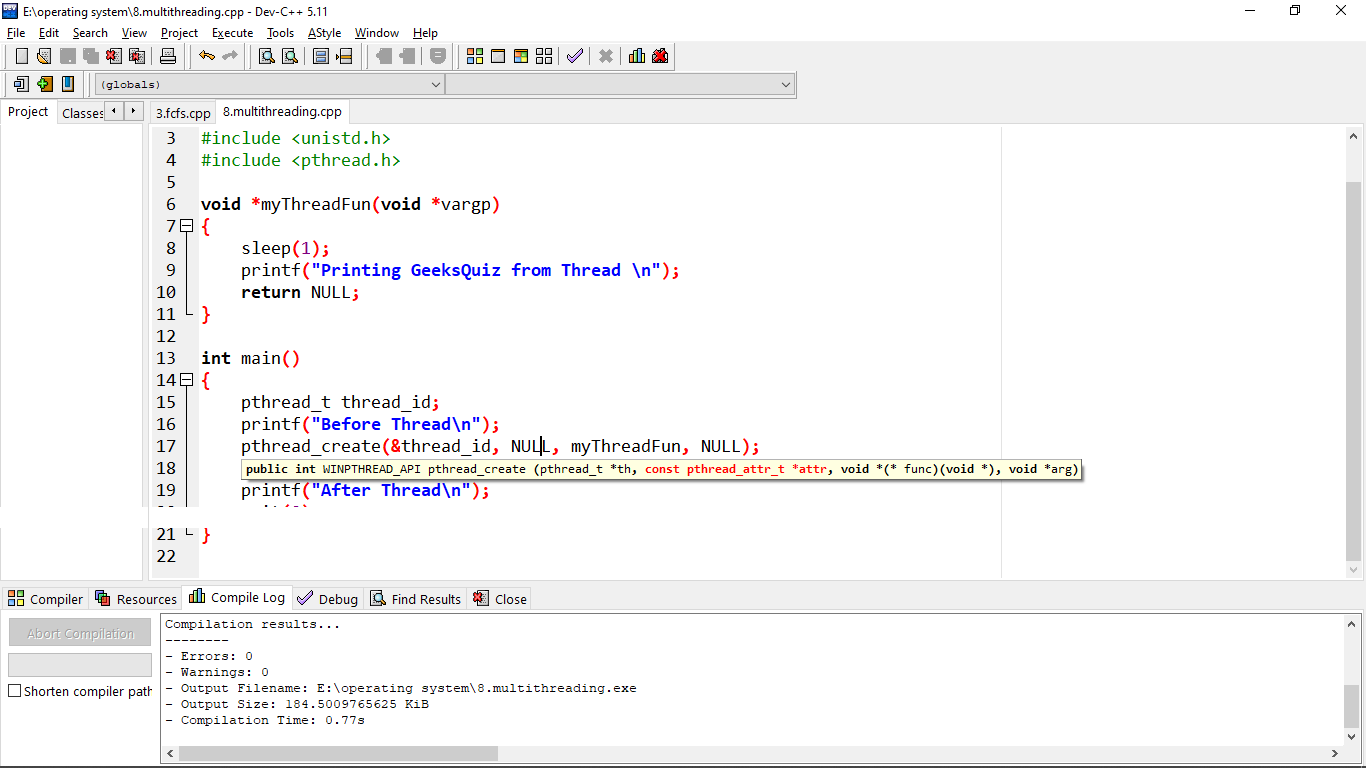 E:\operating system\8.multithreading.cpp - Dev-C++ 5.11
File Edit Search View Project Execute Tools AStyle Window Help
(globals)
Project Classes 3.fcfs.cpp 8.multithreading.cpp
3 #include <unistd.h>
4 #include <pthread.h>
5
6 void *myThreadFun(void *vargp)
7 {
8 sleep(1);
9 printf("Printing GeeksQuiz from Thread \n");
10 return NULL;
11 }
12
13 int main()
14 {
15 pthread_t thread_id;
16 printf("Before Thread\n");
17 pthread_create(&thread_id, NULL, myThreadFun, NULL);
18 public int WINPTHREAD_API pthread_create (pthread_t *th, const pthread_attr_t *attr, void *(* func)(void *), void *arg)
19 printf("After Thread\n");
21 }
22
Compiler Resources Compile Log Debug Find Results Close
Abort Compilation
Shorten compiler path
Compilation results...
--------
- Errors: 0
- Warnings: 0
- Output Filename: E:\operating system\8.multithreading.exe
- Output Size: 184.5009765625 KiB
- Compilation Time: 0.77s